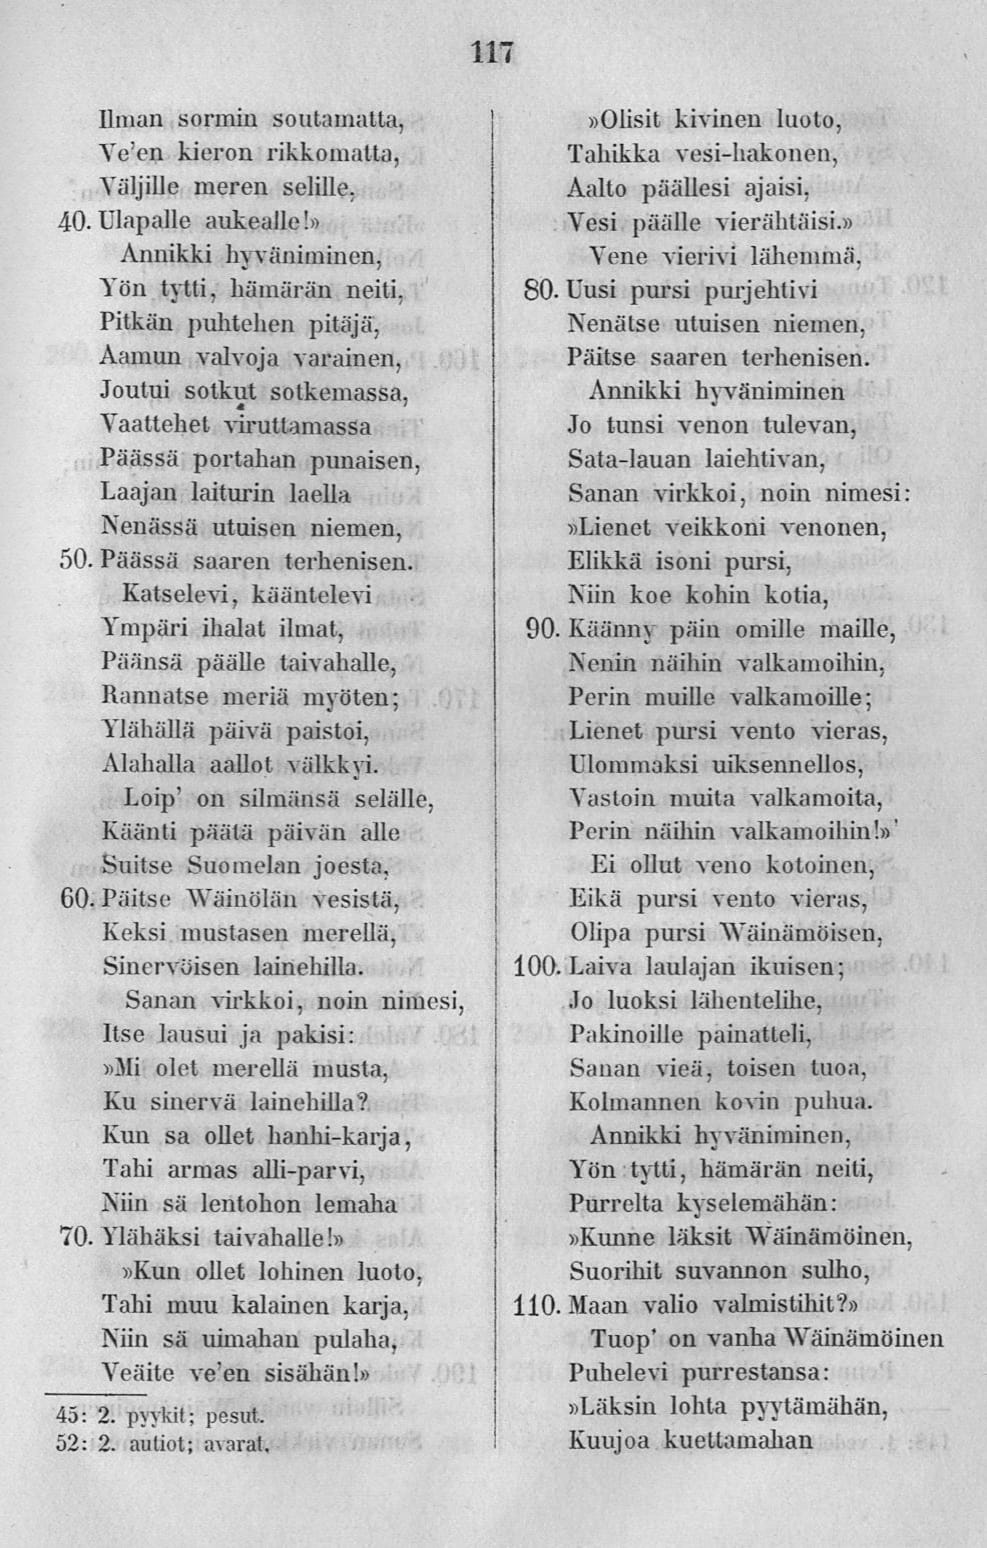 117
Ilman sormin soutamatta,
Ve'en kieron rikkomatta,
Väljille meren selille,
40. Ulapalle aukealle!»
Annikki hyväniminen,
Yön tytti, hämärän neiti,
Pitkän puhtehen pitäjä,
Aamun valvoja varainen,
Joutui sotkut sotkemassa,
Vaattehet viruttamassa
Päässä portahan punaisen,
Laajan laiturin laella
Nenässä utuisen niemen,
50. Päässä saaren terhenisen.
Katselevi, kääntelevi
Ympäri ihalat ilmat,
Päänsä päälle taivahalle,
Rannatse meriä myöten;
Ylähällä päivä paistoi,
Alahalla aallot välkkyi.
Loip' on silmänsä selälle,
Käänti päätä päivän alle
Suitse Suomelan joesta,
60. Päitse Wäinölän vesistä,
Keksi mustasen merellä,
Sinervöisen lainehilla.
Sanan virkkoi, noin nimesi,
Itse lausui ja pakisi:
»Mi olet merellä musta,
Ku sinervä lainehilla?
Kun sa ollet hanhi-karja,
Tahi armas alli-parvi,
Niin sä lentohon lemaha
70. Ylähäksi taivahalle!»
»Kun ollet lohinen luoto,
Tahi muu kalainen karja,
Niin sä uimahan pulaha,
Veäite ve'en sisähän!»
45: 2. pyykit; pesut.
52: 2. autiot; avarat.
»Olisit kivinen luoto,
Tahikka vesi-hakonen,
Aalto päällesi ajaisi,
Vesi päälle vierähtäisi.»
Vene vierivi lähemmä,
80. Uusi pursi purjehtivi
Nenätse utuisen niemen,
Päitse saaren terhenisen.
Annikki hyväniminen
Jo tunsi venon tulevan,
Sata-lauan laiehtivan,
Sanan virkkoi, noin nimesi:
»Lienet veikkoni venonen,
Elikkä isoni pursi,
Niin koe kohin kotia,
90. Käänny päin omille maille,
Nenin näihin valkamoihin,
Perin muille valkamoille;
Lienet pursi vento vieras,
Ulommaksi uiksennellos,
Vastoin muita valkamoita,
Perin näihin valkamoihin!»
Ei ollut veno kotoinen,
Eikä pursi vento vieras,
Olipa pursi Wäinämöisen,
100. Laiva laulajan ikuisen;
Jo luoksi lähentelihe,
Pakinoille painatteli,
Sanan vieä, toisen tuoa,
Kolmannen kovin puhua.
Annikki hyväniminen,
Yön tytti, hämärän neiti,
Purrelta kyselemähän:
»Kunne läksit Wäinämöinen,
Suorihit suvannon sulho,
110. Maan valio valmistihit?»
Tuop' on vanha Wäinämöinen
Puhelevi purrestansa:
»Läksin lohta pyytämähän,
Kuujoa kuettamahan